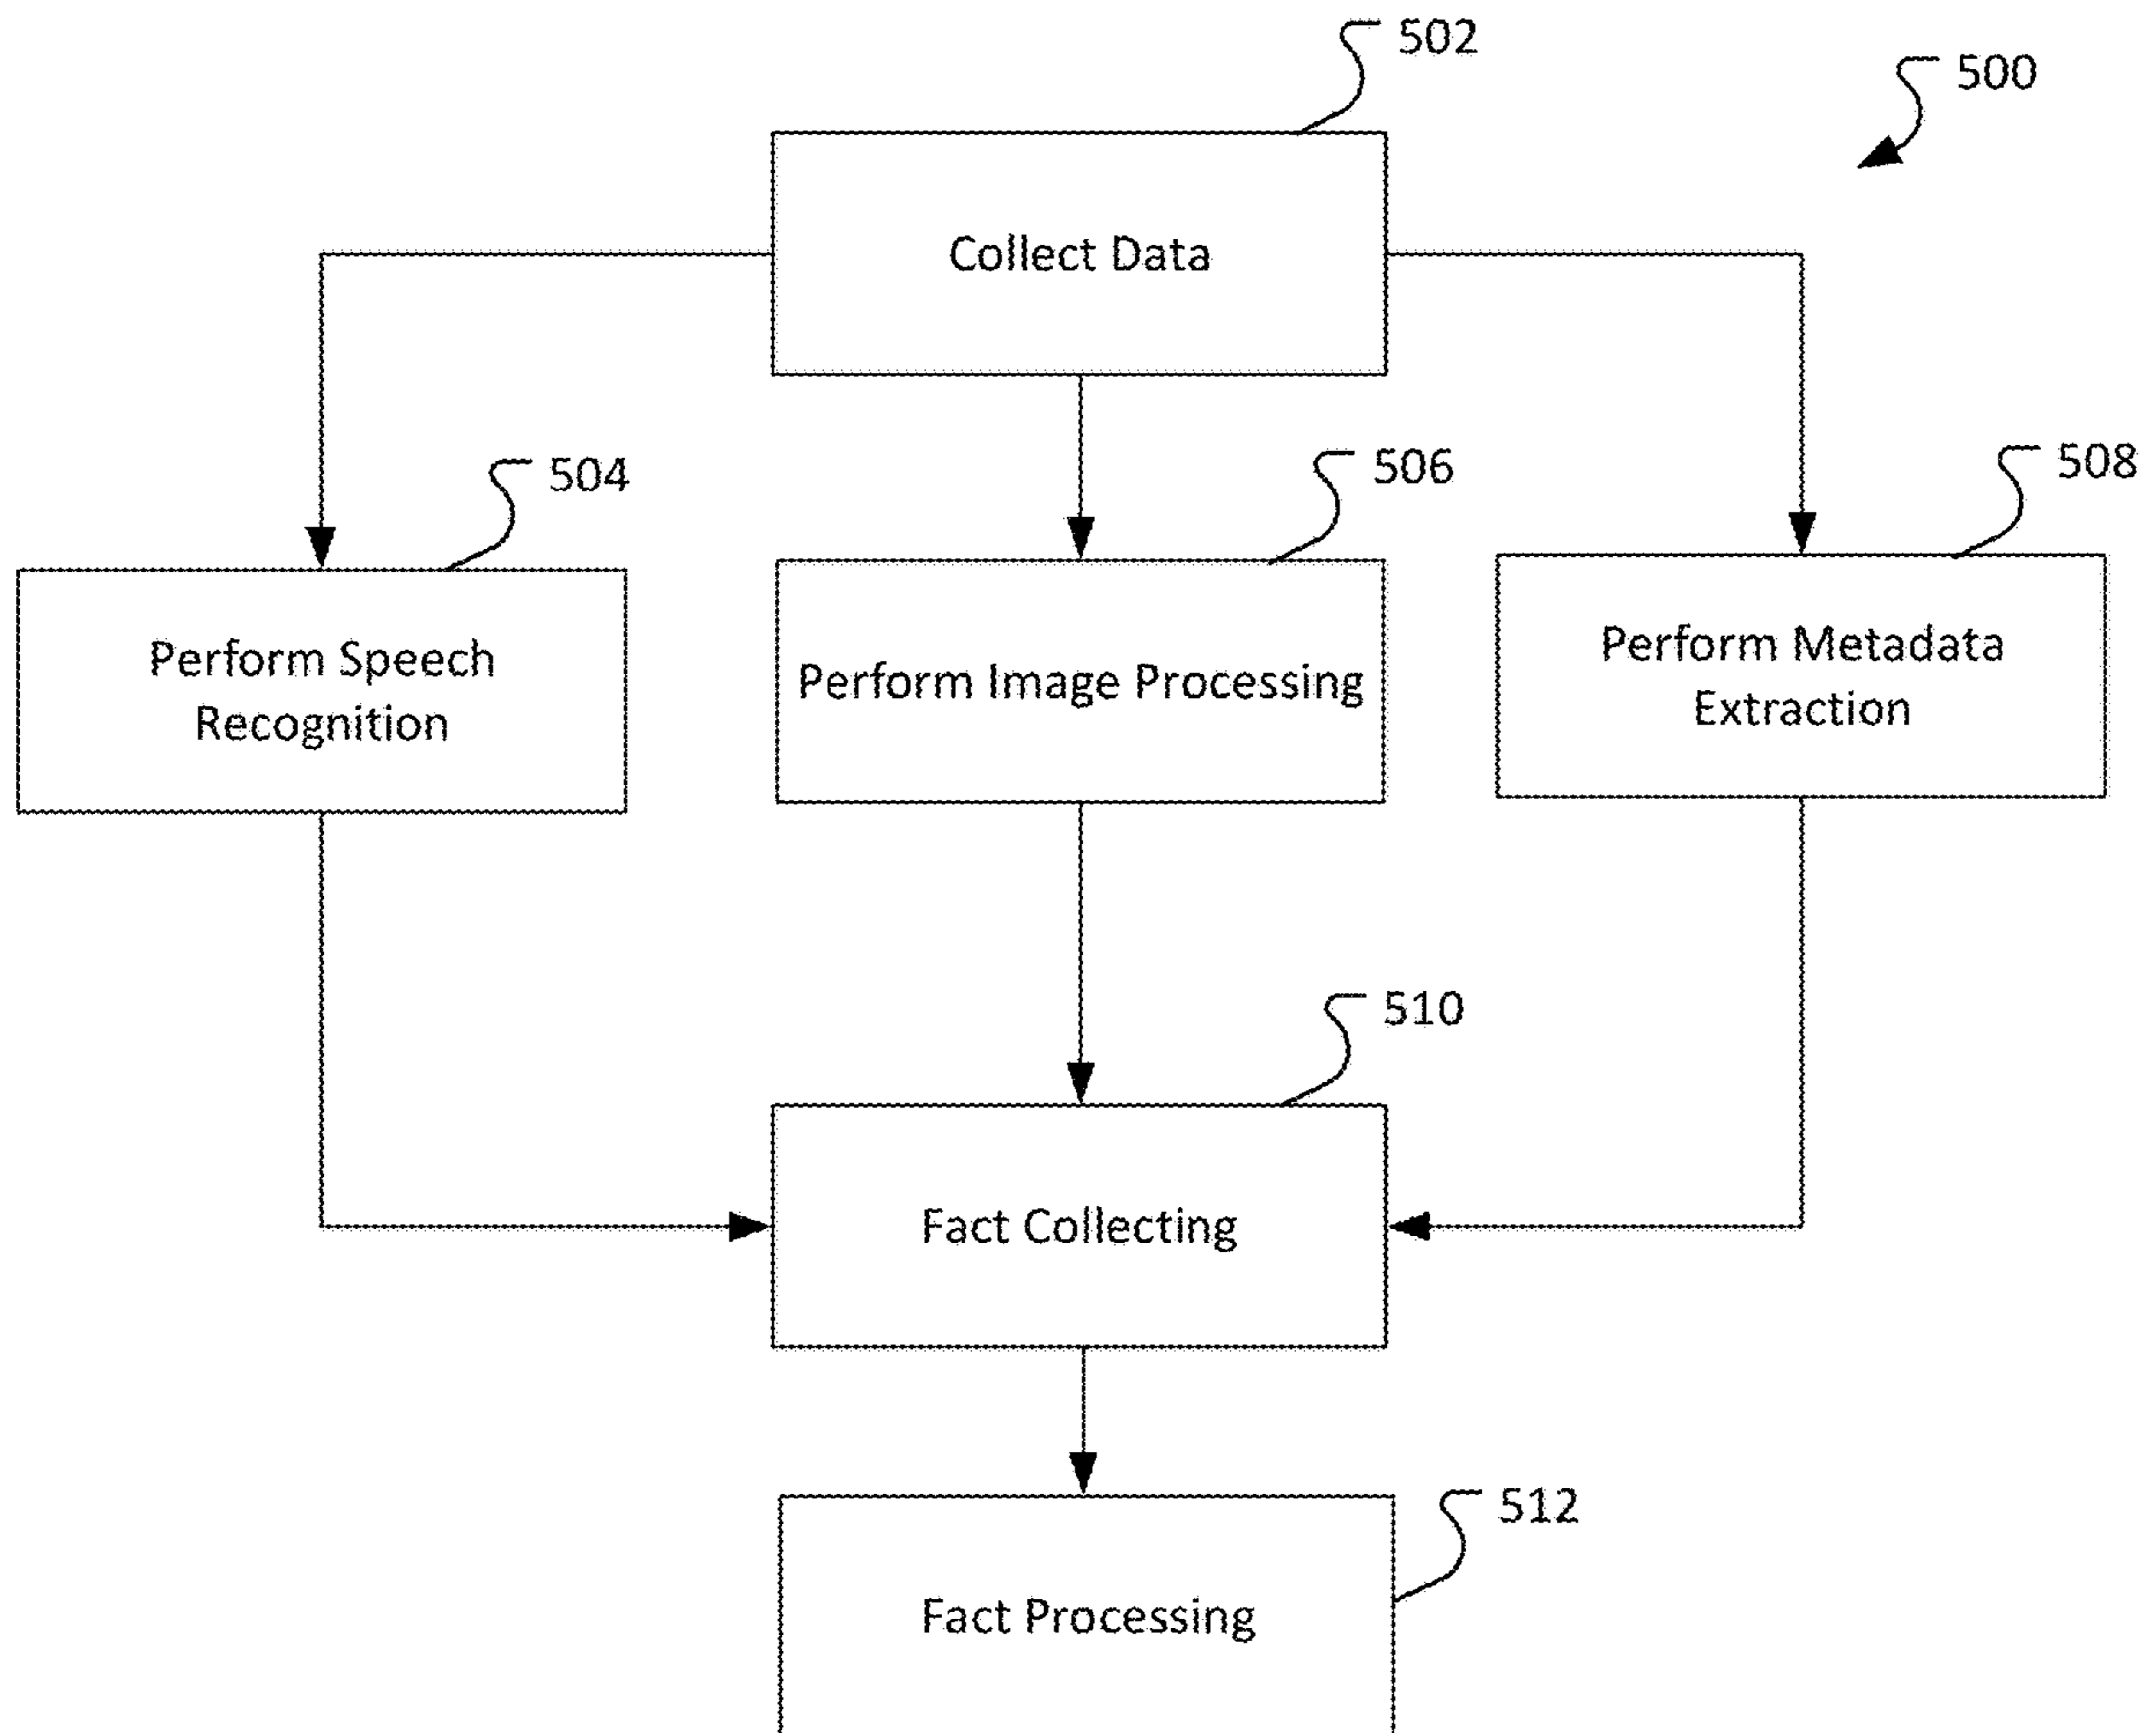 502
500
Collect Data
504
506
508
Perform Speech
Recognition
Perform Image Processing
Perform Metadata
Extraction
510
Fact Collecting
512
Fact Processing